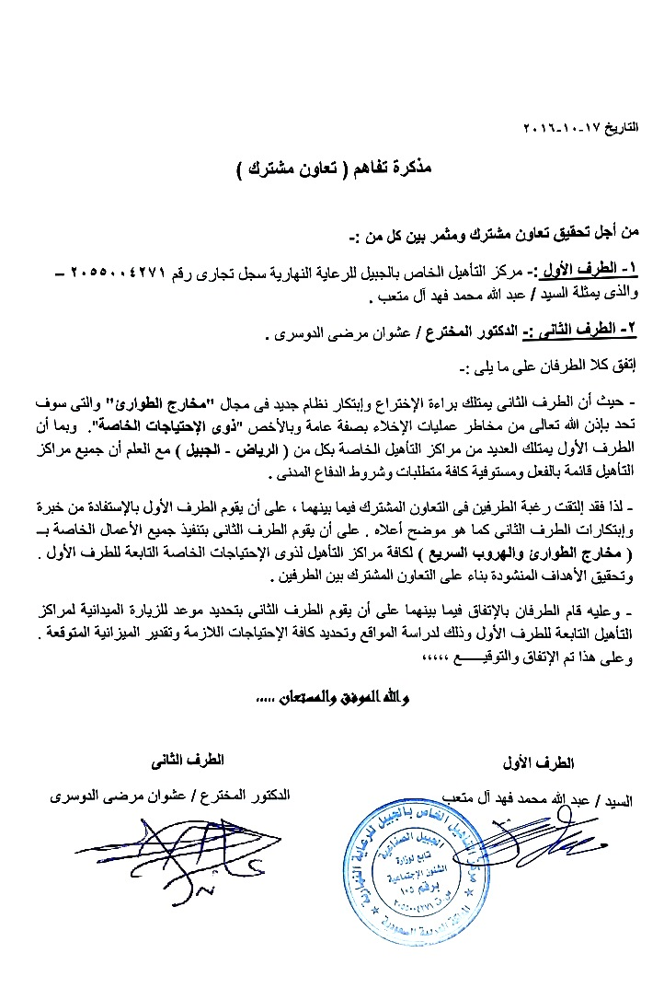 التاريخ ١٧-١٠-٢٠١٦
مذكرة تفاهم ( تعاون مشترك )
من أجل تحقيق تعاون مشترك ومثمر بين كل من :-
١- الطرف الأول :- مركز التأهيل الخاص بالجبيل للرعاية النهارية سجل تجارى رقم ٢٠٥٥٠٠٤٢٧١ –
والذى يمثلة السيد / عبد الله محمد فهد آل متعب .
٢- الطرف الثانى :- الدكتور المخترع / عشوان مرضى الدوسرى .
إتفق كلا الطرفان على ما يلى :-
- حيث أن الطرف الثانى يمتلك براءة الإختراع وإبتكار نظام جديد فى مجال "مخارج الطوارئ" والتى سوف
تحد بإذن الله تعالى من مخاطر عمليات الإخلاء بصفة عامة وبالأخص "ذوى الإحتياجات الخاصة". وبما أن
الطرف الأول يمتلك العديد من مراكز التأهيل الخاصة بكل من ( الرياض - الجبيل ) مع العلم أن جميع مراكز
التأهيل قائمة بالفعل ومستوفية كافة متطلبات وشروط الدفاع المدنى .
- لذا فقد إلتقت رغبة الطرفين فى التعاون المشترك فيما بينهما ، على أن يقوم الطرف الأول بالإستفادة من خبرة
وإبتكارات الطرف الثانى كما هو موضح أعلاه . على أن يقوم الطرف الثانى بتنفيذ جميع الأعمال الخاصة بـ
( مخارج الطوارئ والهروب السريع ) لكافة مراكز التأهيل لذوى الإحتياجات الخاصة التابعة للطرف الأول .
وتحقيق الأهداف المنشودة بناء على التعاون المشترك بين الطرفين .
- وعليه قام الطرفان بالإتفاق فيما بينهما على أن يقوم الطرف الثانى بتحديد موعد للزيارة الميدانية لمراكز
التأهيل التابعة للطرف الأول وذلك لدراسة المواقع وتحديد كافة الإحتياجات اللازمة وتقدير الميزانية المتوقعة .
وعلى هذا تم الإتفاق والتوقيـــــع ،،،،،
والله الموفق والمستعان ،،،،،
الطرف الأول
السيد / عبد الله محمد فهد آل متعب
الطرف الثانى
الدكتور المخترع / عشوان مرضى الدوسرى
مركز التأهيل الخاص بالجبيل للرعاية النهارية
الجبيل الصناعية
تابع لوزارة
الشئون الإجتماعية
برقم ١٠٥
س.ت ٢٠٥٥٠٠٤٢٧١
المملكة العربية السعودية